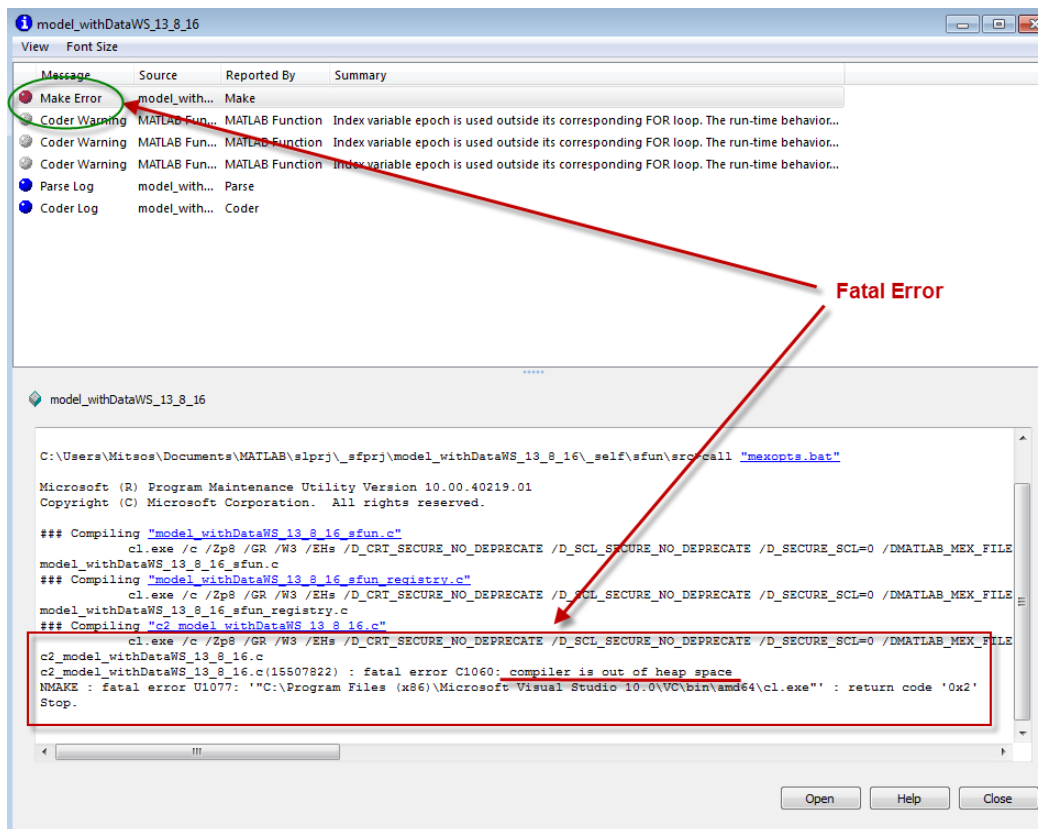 model_withDataWS_13_8_16
View Font Size
Message Source Reported By Summary
Make Error model_with... Make
Coder Warning MATLAB Fun... MATLAB Function Index variable epoch is used outside its corresponding FOR loop. The run-time behavior...
Coder Warning MATLAB Fun... MATLAB Function Index variable epoch is used outside its corresponding FOR loop. The run-time behavior...
Coder Warning MATLAB Fun... MATLAB Function Index variable epoch is used outside its corresponding FOR loop. The run-time behavior...
Parse Log model_with... Parse
Coder Log model_with... Coder
Fatal Error
model_withDataWS_13_8_16
C:\Users\Mitsos\Documents\MATLAB\slprj\_sfprj\model_withDataWS_13_8_16\_self\sfun\src>call "mexopts.bat"
Microsoft (R) Program Maintenance Utility Version 10.00.40219.01
Copyright (C) Microsoft Corporation. All rights reserved.
### Compiling "model_withDataWS_13_8_16_sfun.c"
cl.exe /c /Zp8 /GR /W3 /EHs /D_CRT_SECURE_NO_DEPRECATE /D_SCL_SECURE_NO_DEPRECATE /D_SECURE_SCL=0 /DMATLAB_MEX_FILE
model_withDataWS_13_8_16_sfun.c
### Compiling "model_withDataWS_13_8_16_sfun_registry.c"
cl.exe /c /Zp8 /GR /W3 /EHs /D_CRT_SECURE_NO_DEPRECATE /D_SCL_SECURE_NO_DEPRECATE /D_SECURE_SCL=0 /DMATLAB_MEX_FILE
model_withDataWS_13_8_16_sfun_registry.c
### Compiling "c2_model_withDataWS_13_8_16.c"
cl.exe /c /Zp8 /GR /W3 /EHs /D_CRT_SECURE_NO_DEPRECATE /D_SCL_SECURE_NO_DEPRECATE /D_SECURE_SCL=0 /DMATLAB_MEX_FILE
c2_model_withDataWS_13_8_16.c
c2_model_withDataWS_13_8_16.c(15507822) : fatal error C1060: compiler is out of heap space
NMAKE : fatal error U1077: '"C:\Program Files (x86)\Microsoft Visual Studio 10.0\VC\bin\amd64\cl.exe"' : return code '0x2'
Stop.
Open Help Close